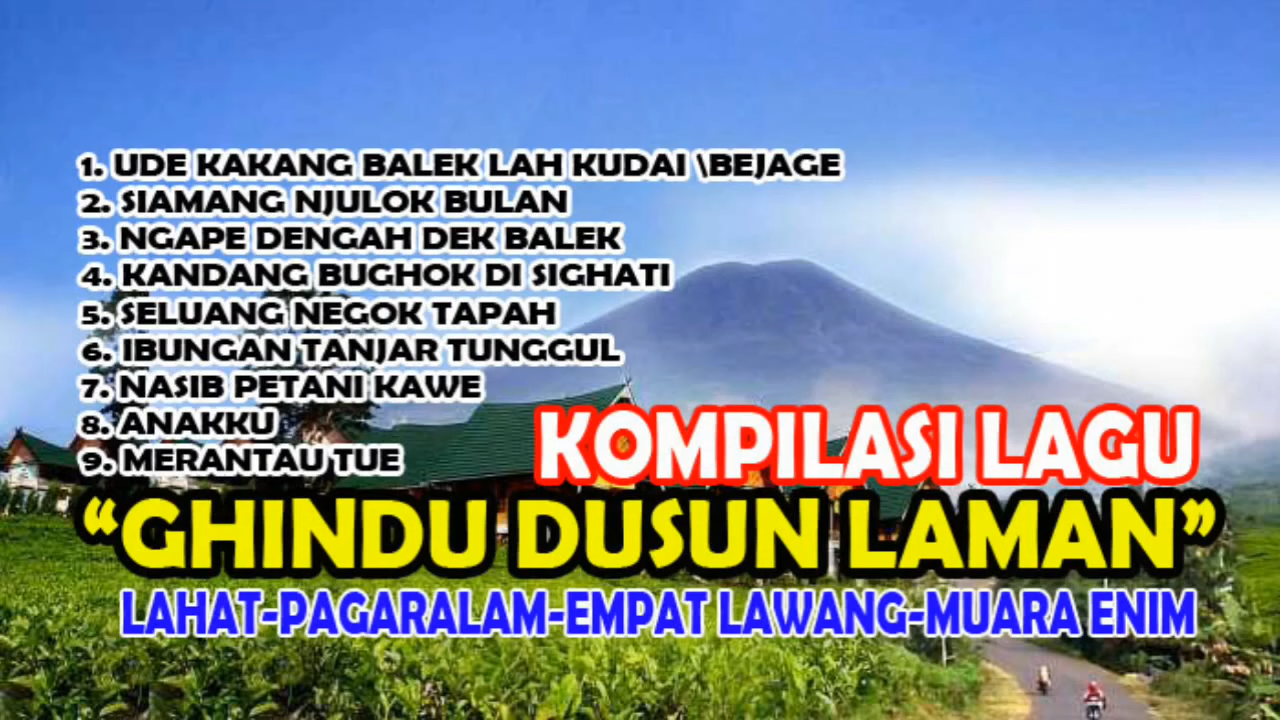 1. UDE KAKANG BALEK LAH KUDAI \BEJAGE
2. SIAMANG NJULOK BULAN
3. NGAPE DENGAH DEK BALEK
4. KANDANG BUGHOK DI SIGHATI
5. SELUANG NEGOK TAPAH
6. IBUNGAN TANJAR TUNGGUL
7. NASIB PETANI KAWE
8. ANAKKU
9. MERANTAU TUE
KOMPILASI LAGU
“GHINDU DUSUN LAMAN”
LAHAT-PAGARALAM-EMPAT LAWANG-MUARA ENIM